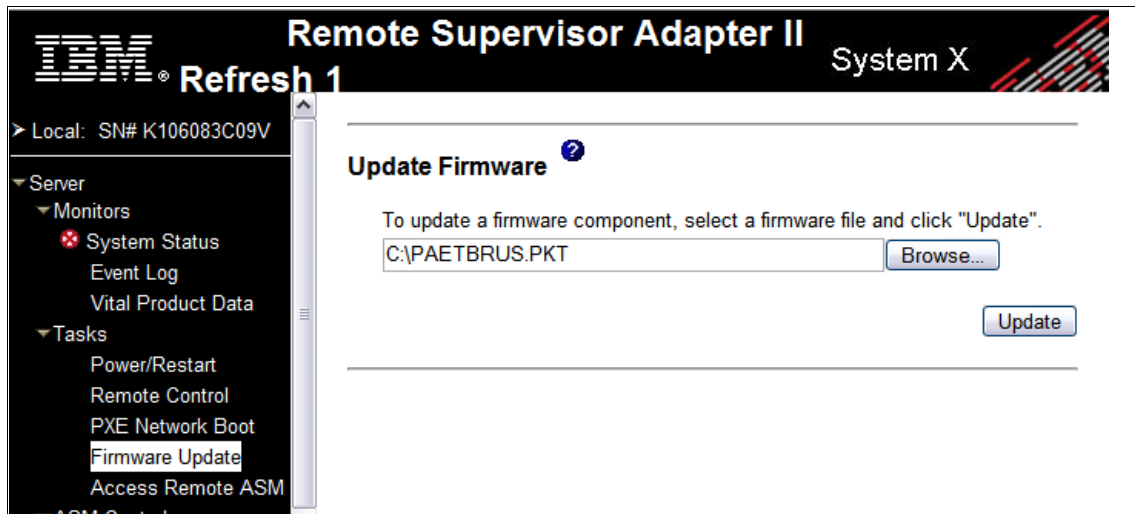 IBM®
Remote Supervisor Adapter II
Refresh 1
System X
Local: SN# K106083C09V
Server
Monitors
System Status
Event Log
Vital Product Data
Tasks
Power/Restart
Remote Control
PXE Network Boot
Firmware Update
Access Remote ASM
Update Firmware ?
To update a firmware component, select a firmware file and click "Update".
C:\PAETBRUS.PKT
Browse...
Update